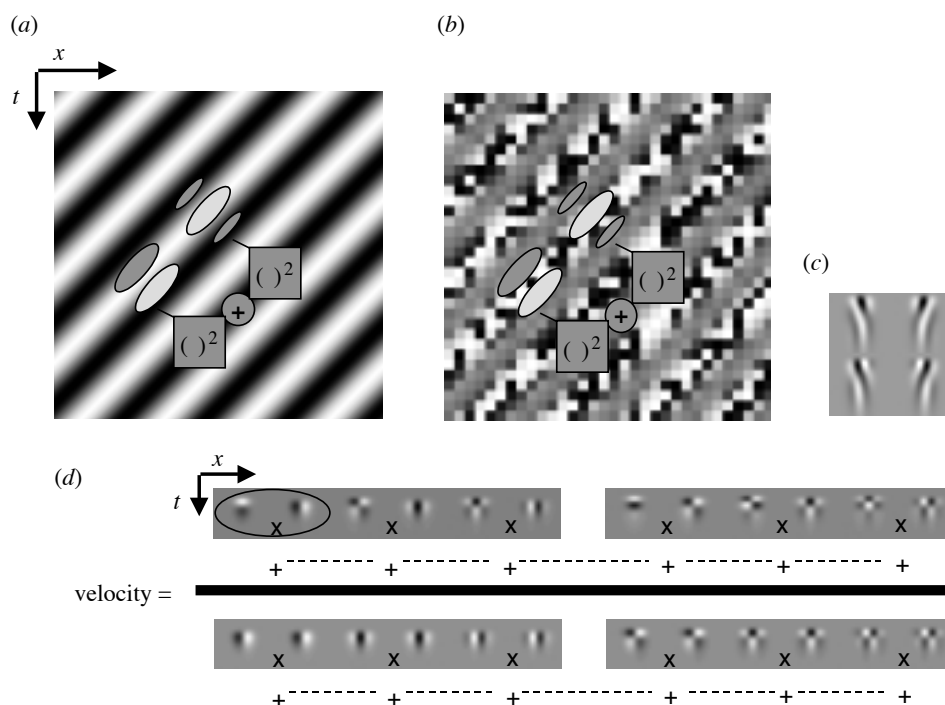 (a)
(b)
x
t
( )²
+
( )²
( )²
+
( )²
(c)
(d)
x
t
x x x x x x
+ ---------- + ---------- + -------------- + ---------- + ---------- +
velocity =
x x x x x x
+ ---------- + ---------- + -------------- + ---------- + ---------- +